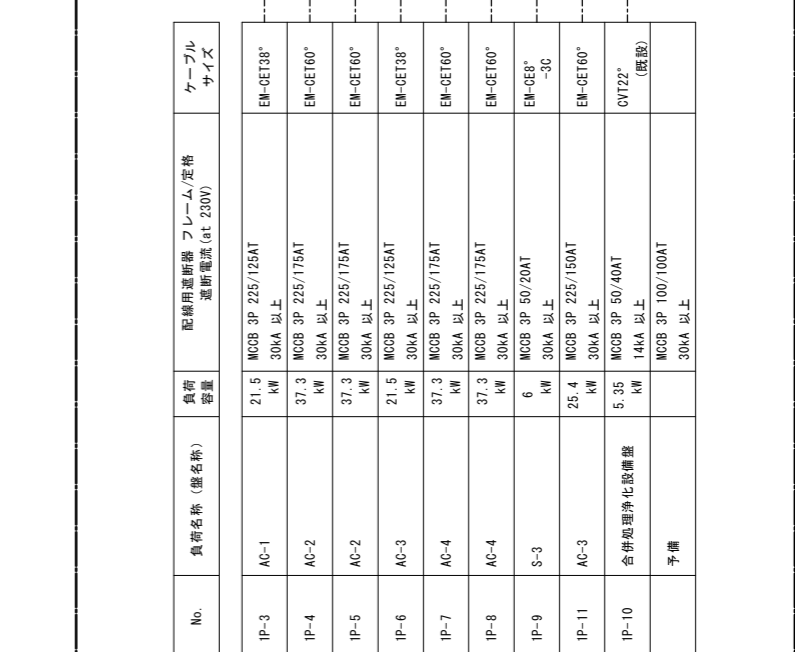 No.
負荷名称 (盤名称)
負荷
容量
配線用遮断器 フレーム/定格
遮断電流(at 230V)
ケーブル
サイズ
1P-3
AC-1
21.5
kW
MCCB 3P 225/125AT
30kA 以上
EM-CET38°
1P-4
AC-2
37.3
kW
MCCB 3P 225/175AT
30kA 以上
EM-CET60°
1P-5
AC-2
37.3
kW
MCCB 3P 225/175AT
30kA 以上
EM-CET60°
1P-6
AC-3
21.5
kW
MCCB 3P 225/125AT
30kA 以上
EM-CET38°
1P-7
AC-4
37.3
kW
MCCB 3P 225/175AT
30kA 以上
EM-CET60°
1P-8
AC-4
37.3
kW
MCCB 3P 225/175AT
30kA 以上
EM-CET60°
1P-9
S-3
6
kW
MCCB 3P 50/20AT
30kA 以上
EM-CE8°
-3C
1P-11
AC-3
25.4
kW
MCCB 3P 225/150AT
30kA 以上
EM-CET60°
1P-10
合併処理浄化設備盤
5.35
kW
MCCB 3P 50/40AT
14kA 以上
CVT22°
(既設)
予備
MCCB 3P 100/100AT
30kA 以上